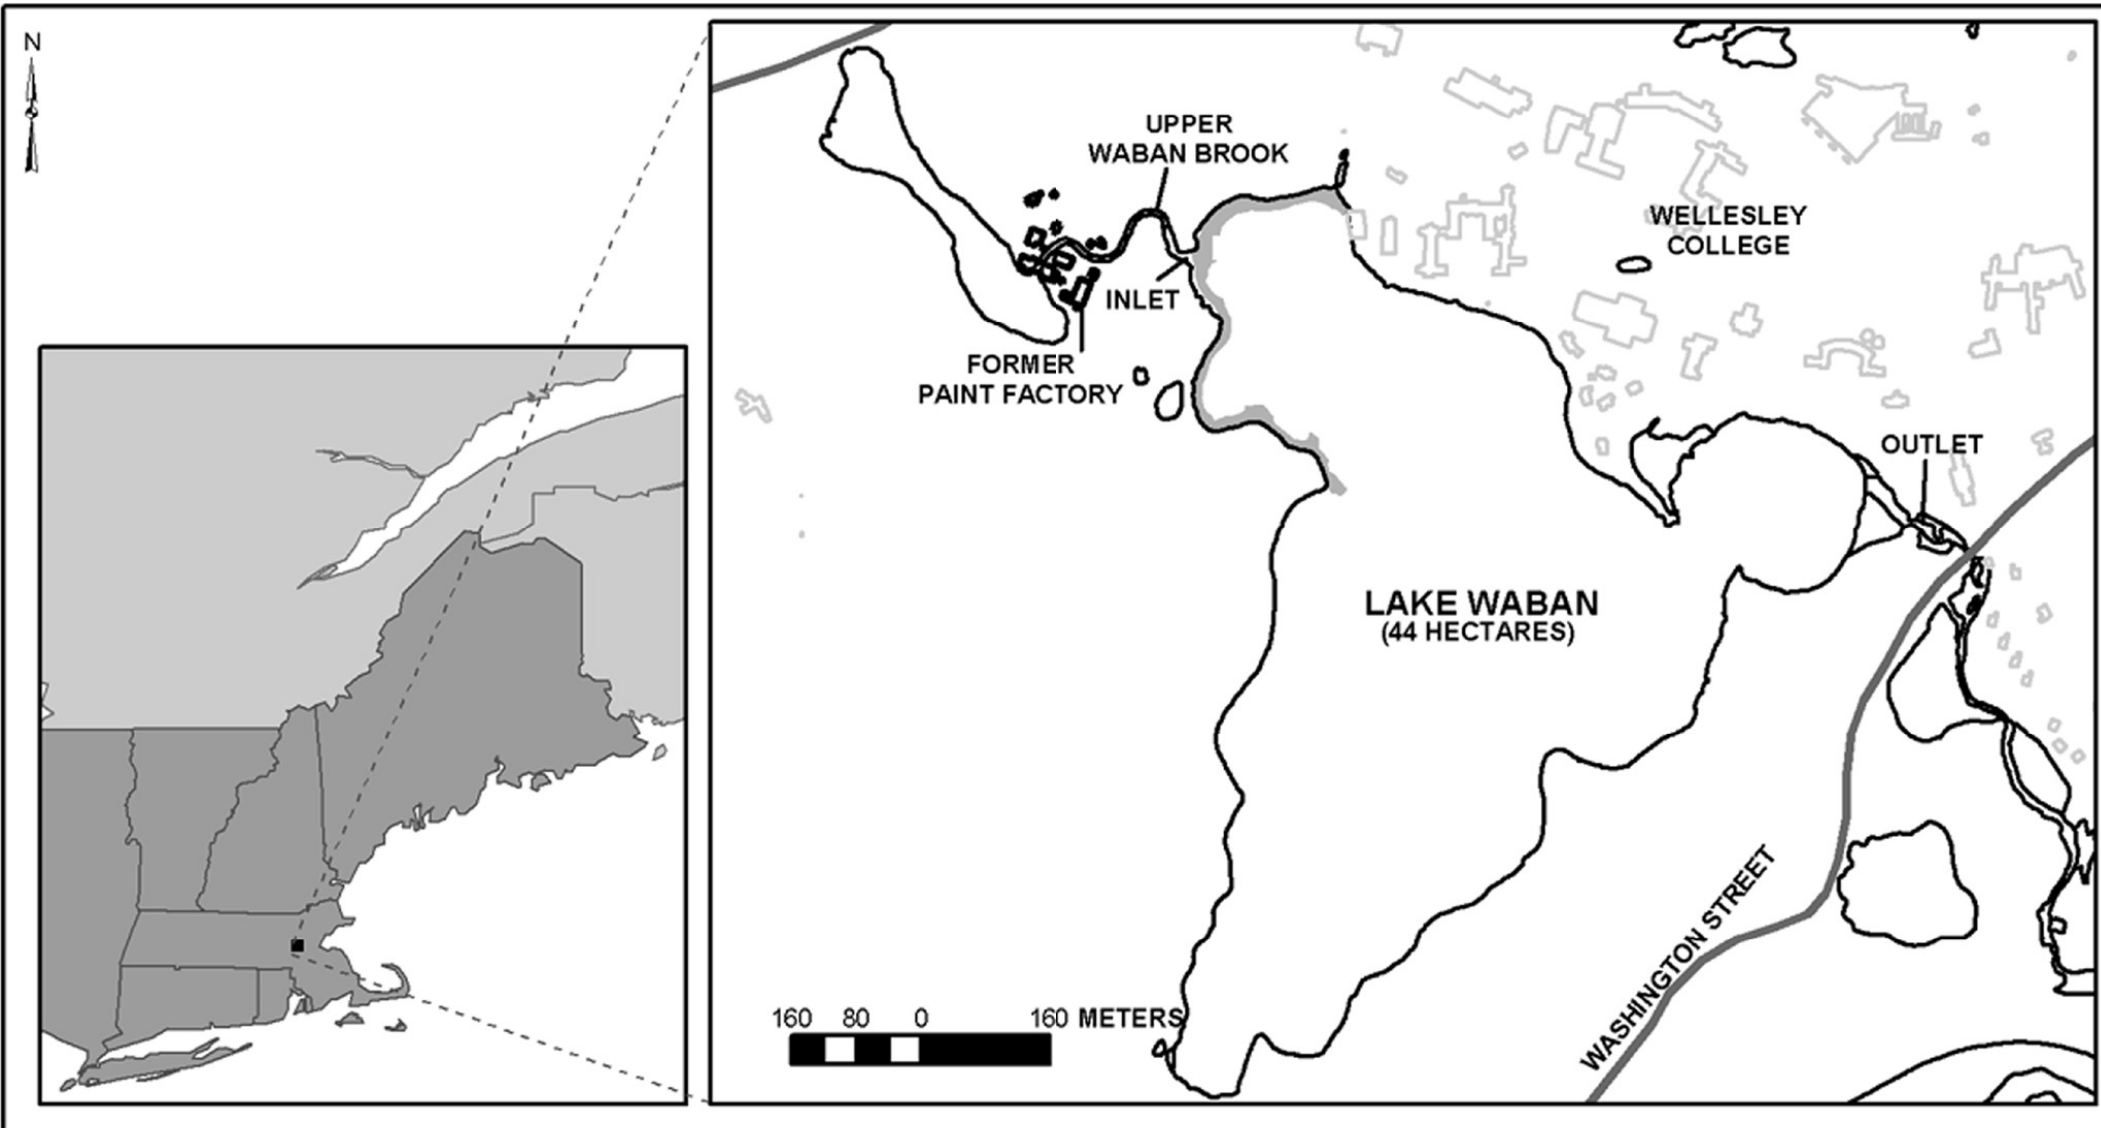 N
UPPER
WABAN BROOK
WELLESLEY
COLLEGE
INLET
FORMER
PAINT FACTORY
OUTLET
LAKE WABAN
(44 HECTARES)
WASHINGTON STREET
160 80 0 160 METERS